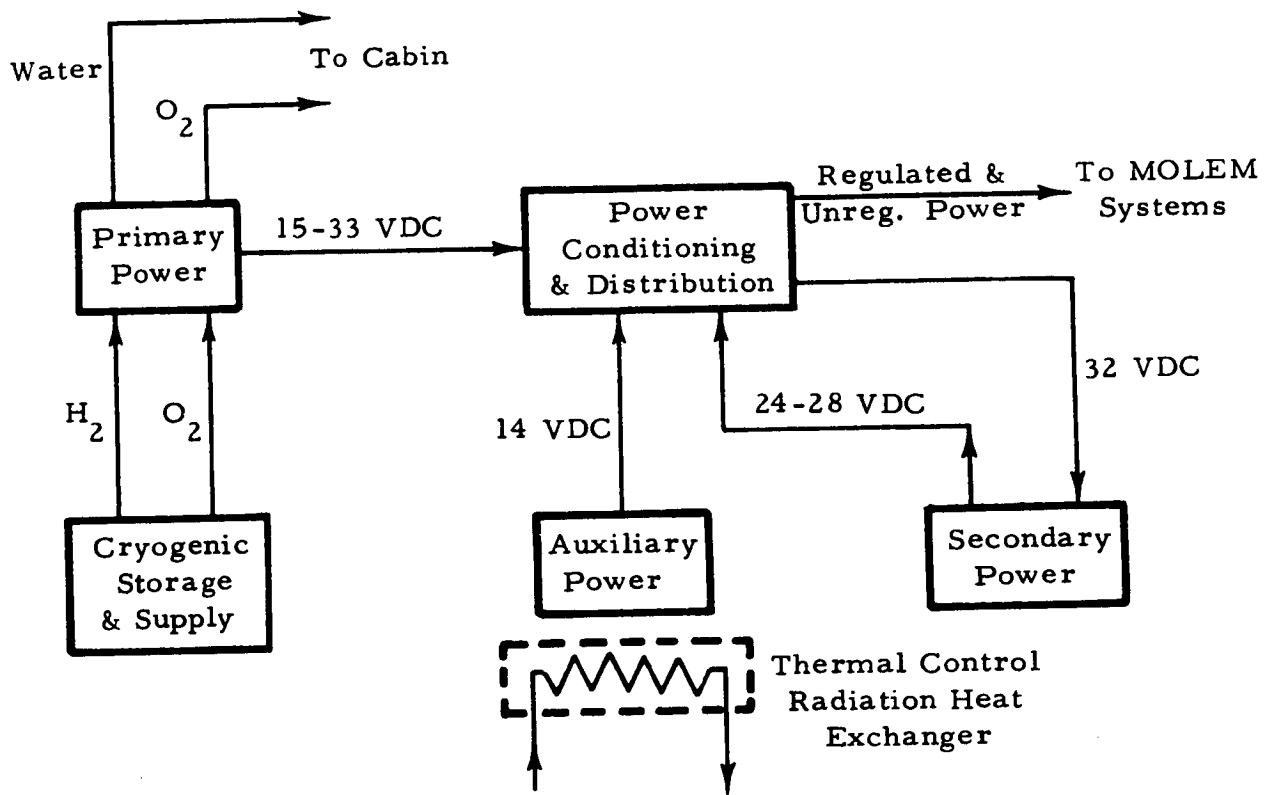 Water
To Cabin
O2
Primary
Power
15-33 VDC
Power
Conditioning
& Distribution
Regulated &
Unreg. Power
To MOLEM
Systems
H2
O2
14 VDC
24-28 VDC
32 VDC
Cryogenic
Storage
& Supply
Auxiliary
Power
Secondary
Power
Thermal Control
Radiation Heat
Exchanger